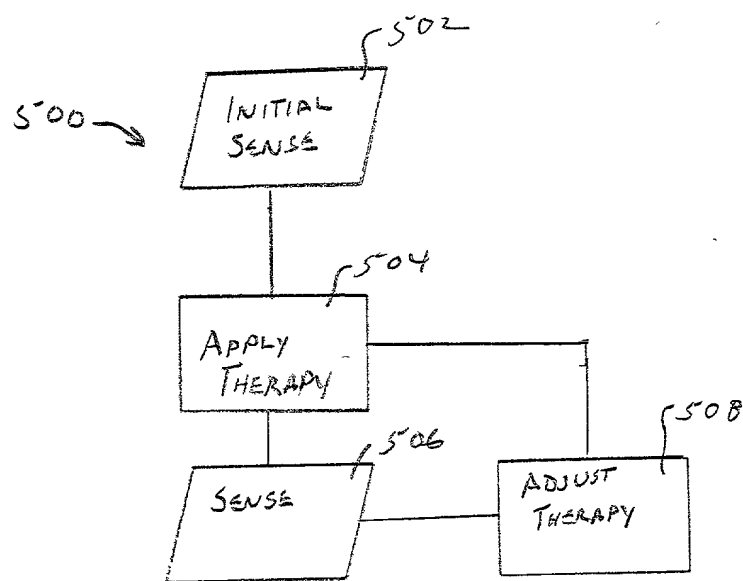 502
500
INITIAL
SENSE
504
APPLY
THERAPY
506
508
SENSE
ADJUST
THERAPY